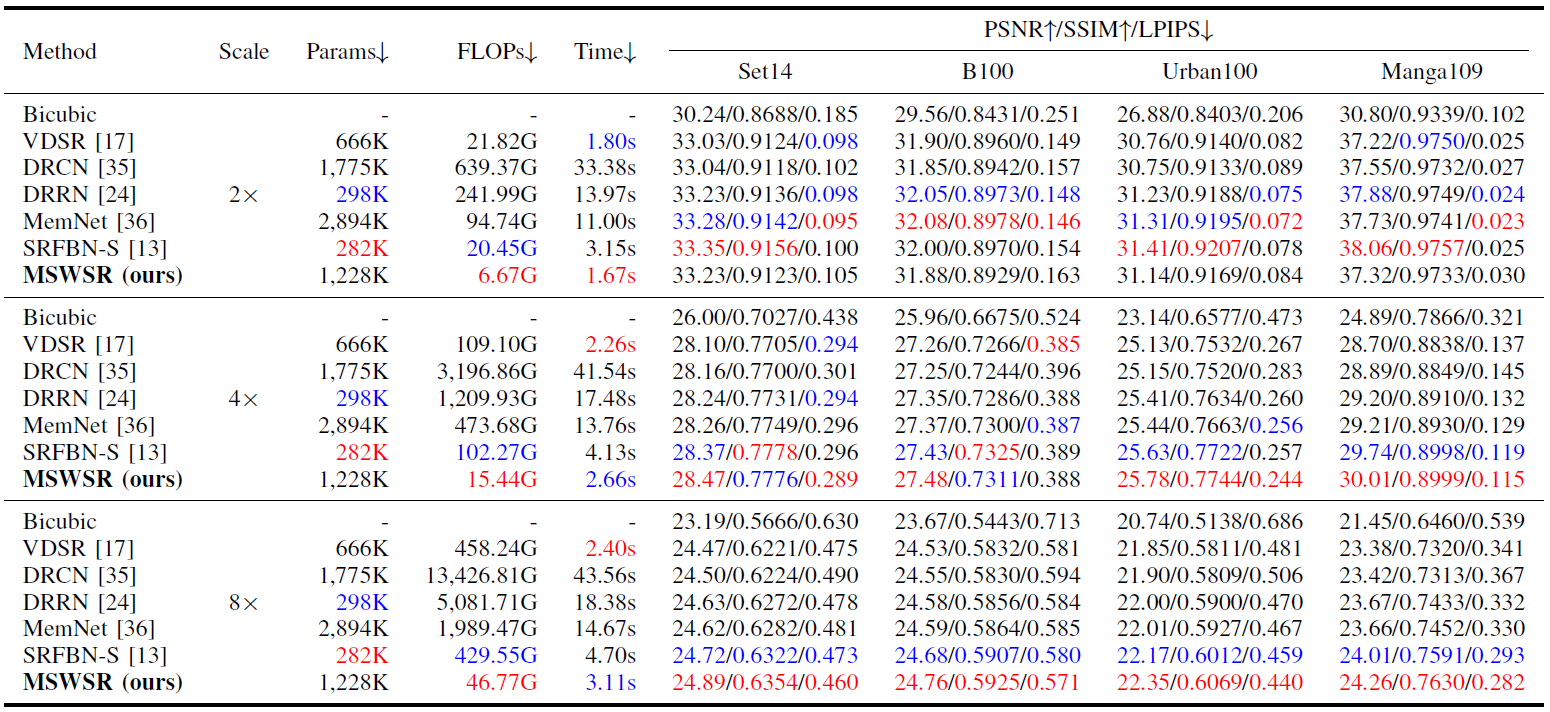 Method Scale Params↓ FLOPs↓ Time↓ PSNR↑/SSIM↑/LPIPS↓
Set14 B100 Urban100 Manga109
Bicubic - - - 30.24/0.8688/0.185 29.56/0.8431/0.251 26.88/0.8403/0.206 30.80/0.9339/0.102
VDSR [17] 666K 21.82G 1.80s 33.03/0.9124/0.098 31.90/0.8960/0.149 30.76/0.9140/0.082 37.22/0.9750/0.025
DRCN [35] 1,775K 639.37G 33.38s 33.04/0.9118/0.102 31.85/0.8942/0.157 30.75/0.9133/0.089 37.55/0.9732/0.027
DRRN [24] 2× 298K 241.99G 13.97s 33.23/0.9136/0.098 32.05/0.8973/0.148 31.23/0.9188/0.075 37.88/0.9749/0.024
MemNet [36] 2,894K 94.74G 11.00s 33.28/0.9142/0.095 32.08/0.8978/0.146 31.31/0.9195/0.072 37.73/0.9741/0.023
SRFBN-S [13] 282K 20.45G 3.15s 33.35/0.9156/0.100 32.00/0.8970/0.154 31.41/0.9207/0.078 38.06/0.9757/0.025
MSWSR (ours) 1,228K 6.67G 1.67s 33.23/0.9123/0.105 31.88/0.8929/0.163 31.14/0.9169/0.084 37.32/0.9733/0.030
Bicubic - - - 26.00/0.7027/0.438 25.96/0.6675/0.524 23.14/0.6577/0.473 24.89/0.7866/0.321
VDSR [17] 666K 109.10G 2.26s 28.10/0.7705/0.294 27.26/0.7266/0.385 25.13/0.7532/0.267 28.70/0.8838/0.137
DRCN [35] 1,775K 3,196.86G 41.54s 28.16/0.7700/0.301 27.25/0.7244/0.396 25.15/0.7520/0.283 28.89/0.8849/0.145
DRRN [24] 4× 298K 1,209.93G 17.48s 28.24/0.7731/0.294 27.35/0.7286/0.388 25.41/0.7634/0.260 29.20/0.8910/0.132
MemNet [36] 2,894K 473.68G 13.76s 28.26/0.7749/0.296 27.37/0.7300/0.387 25.44/0.7663/0.256 29.21/0.8930/0.129
SRFBN-S [13] 282K 102.27G 4.13s 28.37/0.7778/0.296 27.43/0.7325/0.389 25.63/0.7722/0.257 29.74/0.8998/0.119
MSWSR (ours) 1,228K 15.44G 2.66s 28.47/0.7776/0.289 27.48/0.7311/0.388 25.78/0.7744/0.244 30.01/0.8999/0.115
Bicubic - - - 23.19/0.5666/0.630 23.67/0.5443/0.713 20.74/0.5138/0.686 21.45/0.6460/0.539
VDSR [17] 666K 458.24G 2.40s 24.47/0.6221/0.475 24.53/0.5832/0.581 21.85/0.5811/0.481 23.38/0.7320/0.341
DRCN [35] 1,775K 13,426.81G 43.56s 24.50/0.6224/0.490 24.55/0.5830/0.594 21.90/0.5809/0.506 23.42/0.7313/0.367
DRRN [24] 8× 298K 5,081.71G 18.38s 24.63/0.6272/0.478 24.58/0.5856/0.584 22.00/0.5900/0.470 23.67/0.7433/0.332
MemNet [36] 2,894K 1,989.47G 14.67s 24.62/0.6282/0.481 24.59/0.5864/0.585 22.01/0.5927/0.467 23.66/0.7452/0.330
SRFBN-S [13] 282K 429.55G 4.70s 24.72/0.6322/0.473 24.68/0.5907/0.580 22.17/0.6012/0.459 24.01/0.7591/0.293
MSWSR (ours) 1,228K 46.77G 3.11s 24.89/0.6354/0.460 24.76/0.5925/0.571 22.35/0.6069/0.440 24.26/0.7630/0.282